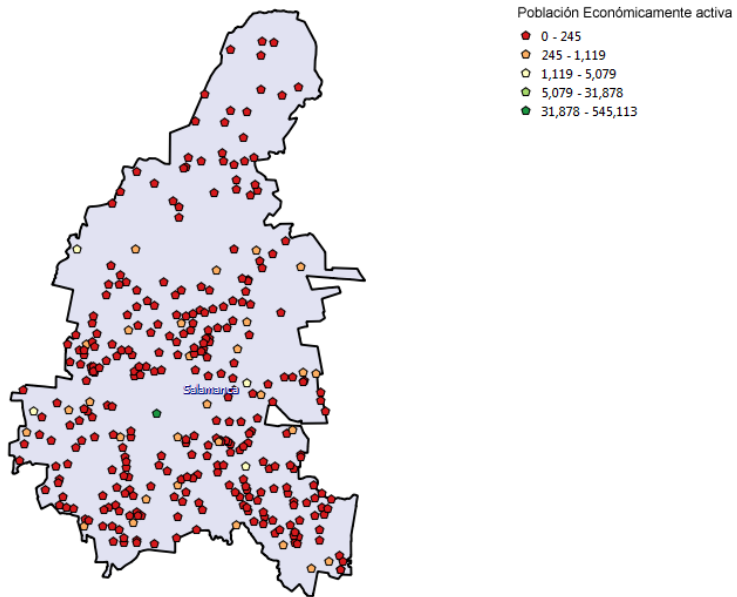 Población Económicamente activa
0 - 245
245 - 1,119
1,119 - 5,079
5,079 - 31,878
31,878 - 545,113
Salamanca